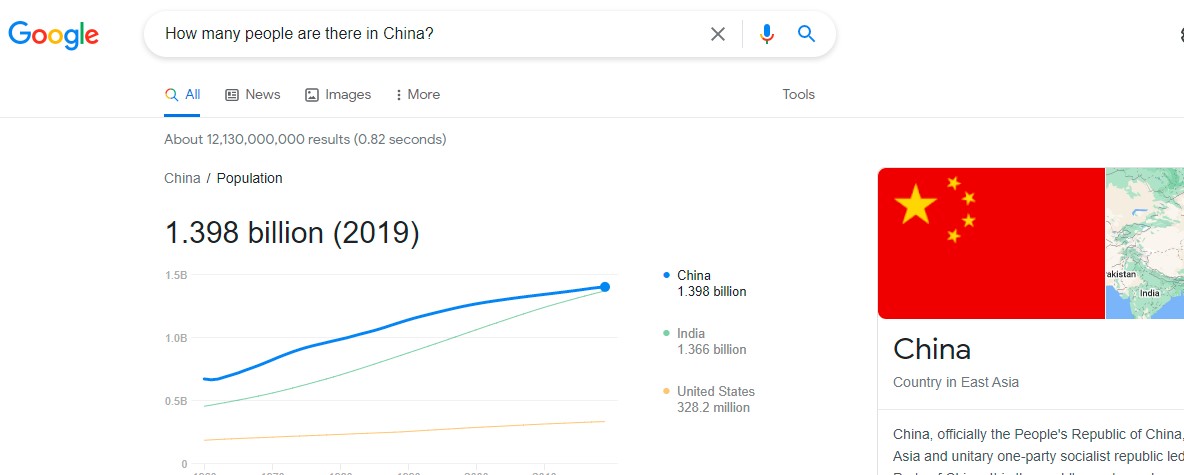 Google
How many people are there in China?
All News Images More Tools
About 12,130,000,000 results (0.82 seconds)
China / Population
1.398 billion (2019)
1.5B
1.0B
0.5B
0
China
1.398 billion
India
1.366 billion
United States
328.2 million
India
China
Country in East Asia
China, officially the People's Republic of China,
Asia and unitary one-party socialist republic led